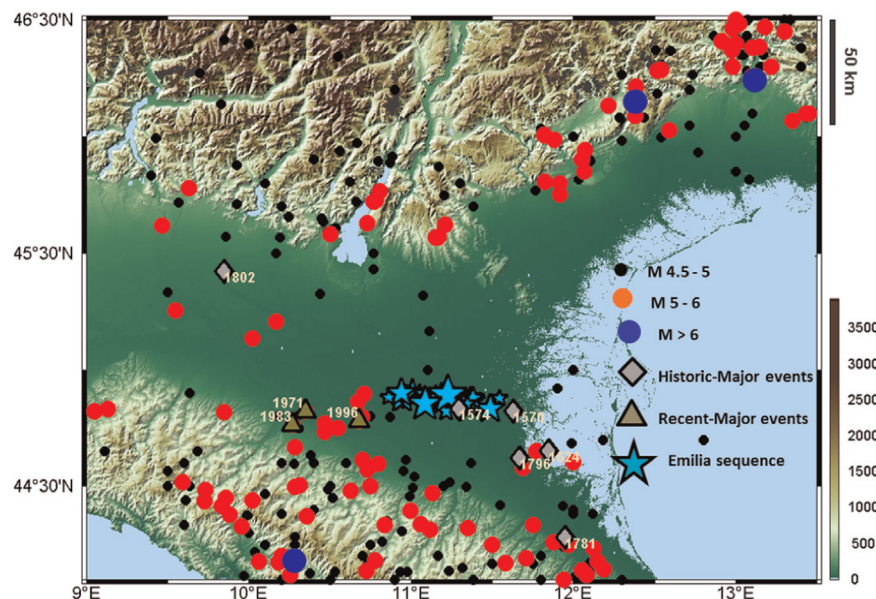 46°30'N
50 km
45°30'N
M 4.5 - 5
1802
M 5 - 6
M > 6
3500
3000
Historic-Major events
2500
1971
1983
1996
1574
1570
Recent-Major events
2000
1796
1624
Emilia sequence
1500
44°30'N
1000
1781
500
0
9°E
10°E
11°E
12°E
13°E